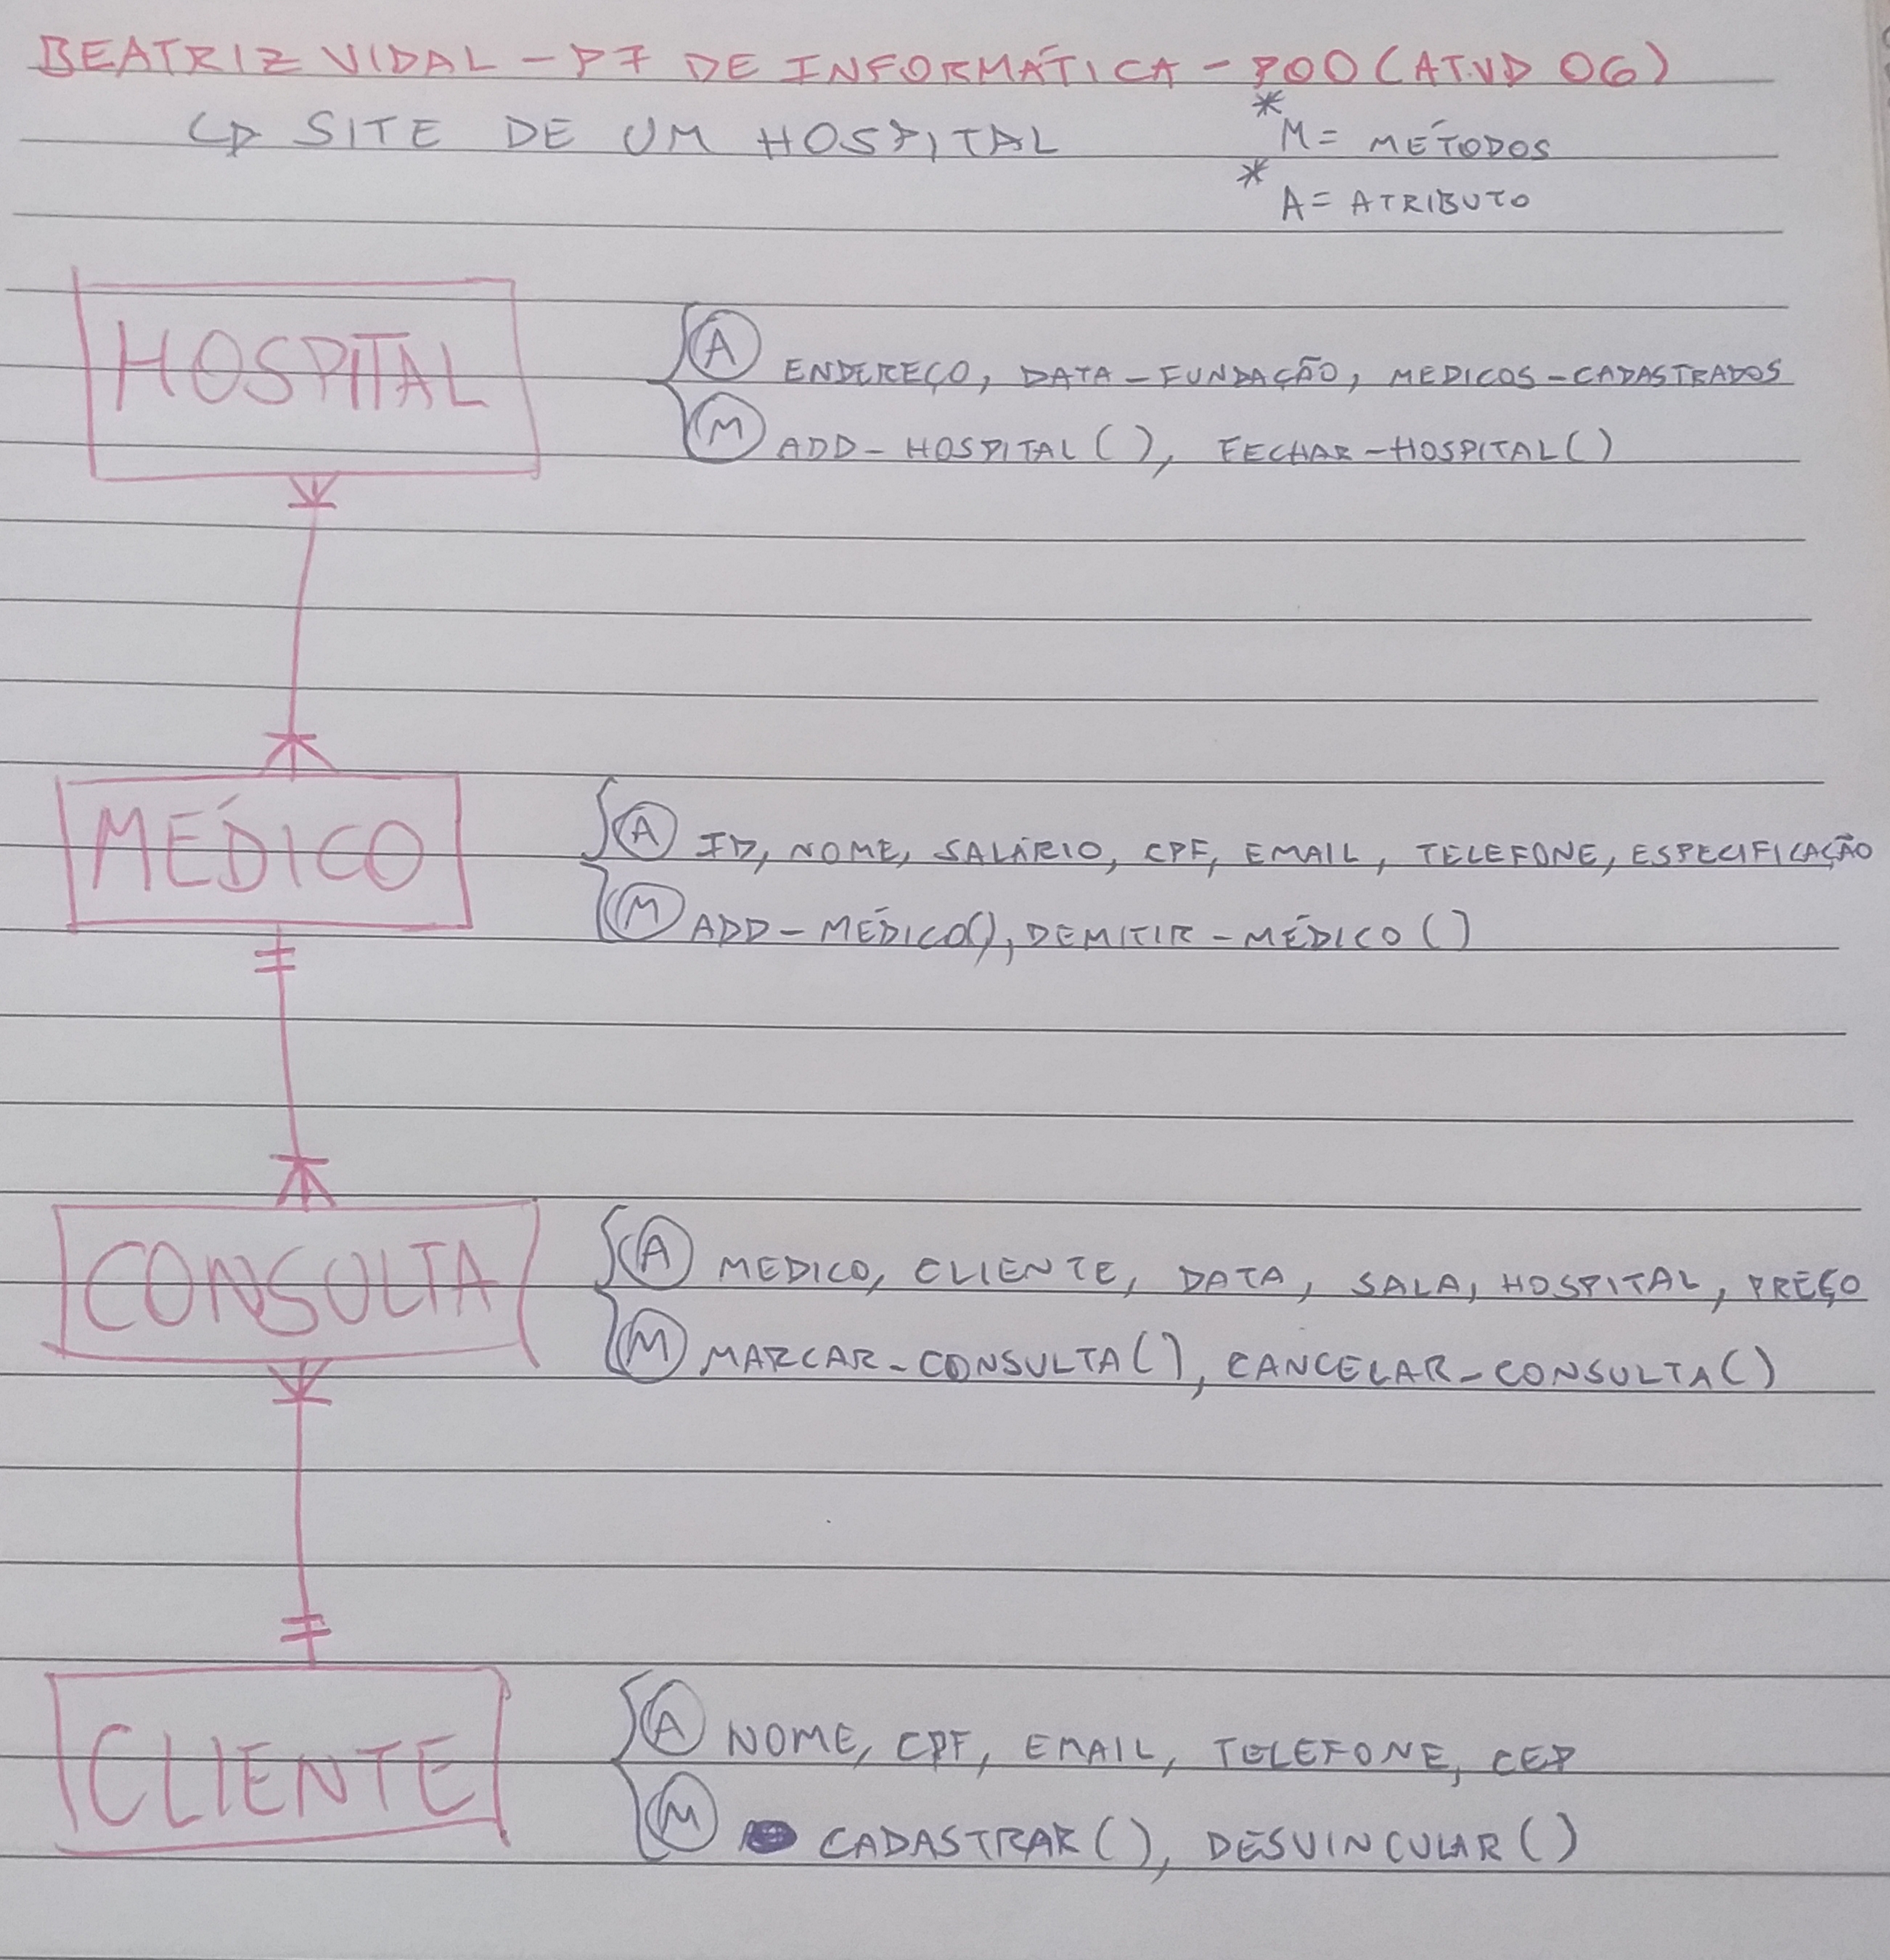 BEATRIZ VIDAL - P7 DE INFORMÁTICA - POO (ATVD 06)
↳ SITE DE UM HOSPITAL
* M = METÓDOS
* A = ATRIBUTO
HOSPITAL
A ENDEREÇO, DATA-FUNDAÇÃO, MEDICOS-CADASTRADOS
M ADD-HOSPITAL(), FECHAR-HOSPITAL()
MÉDICO
A ID, NOME, SALÁRIO, CPF, EMAIL, TELEFONE, ESPECIFICAÇÃO
M ADD-MÉDICO(), DEMITIR-MÉDICO()
CONSULTA
A MEDICO, CLIENTE, DATA, SALA, HOSPITAL, PREÇO
M MARCAR-CONSULTA(), CANCELAR-CONSULTA()
CLIENTE
A NOME, CPF, EMAIL, TELEFONE, CEP
M CADASTRAR(), DESVINCULAR()